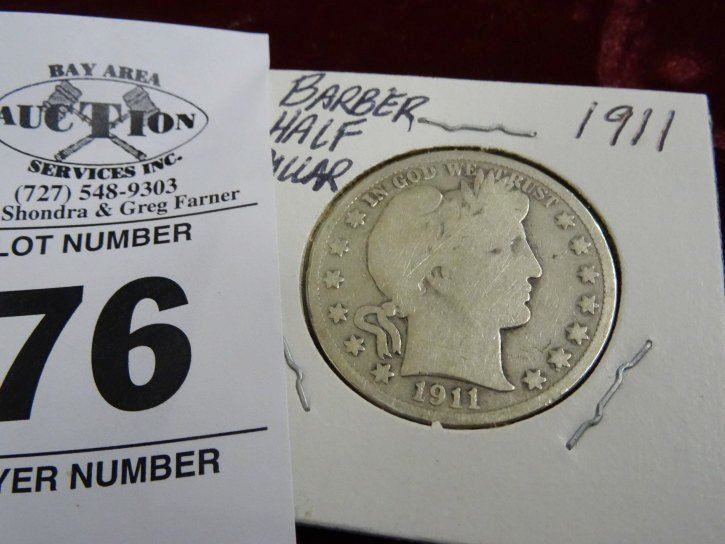 BAY AREA
AUCTION
SERVICES INC.
(727) 548-9303
Shondra & Greg Farner
LOT NUMBER
76
YER NUMBER
BARBER
HALF
LLAR
1911
IN GOD WE TRUST
1911